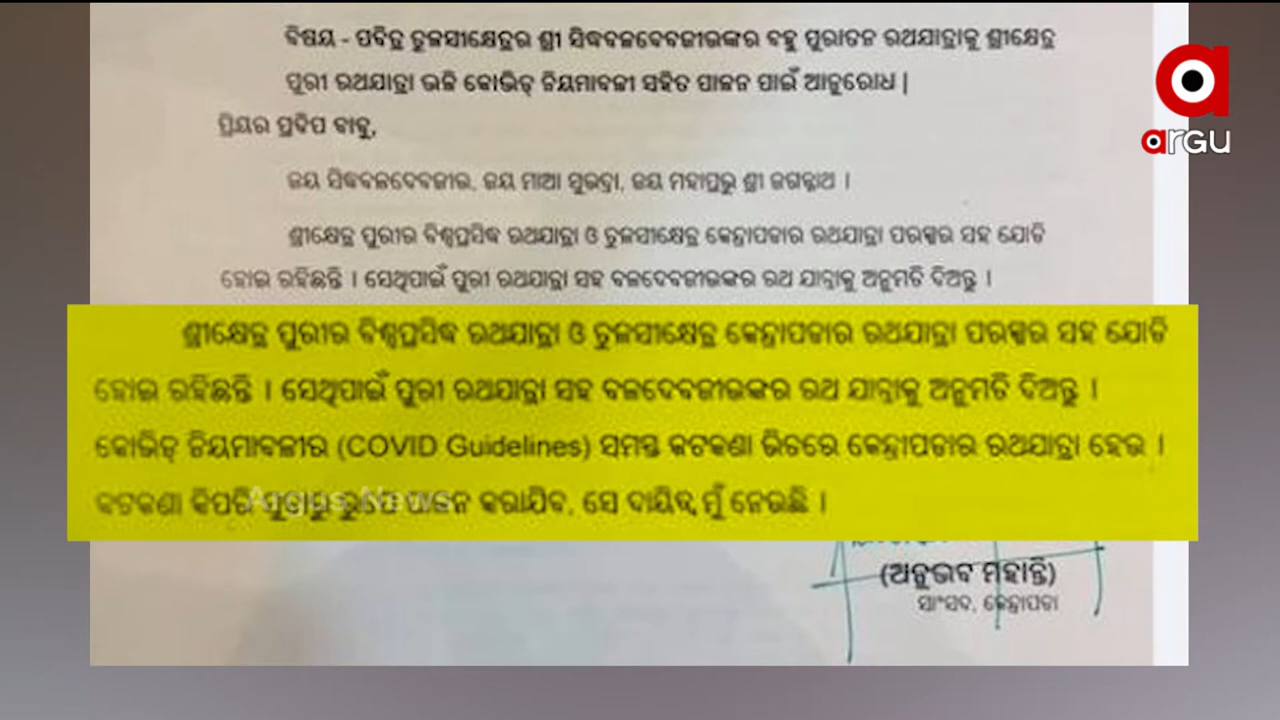 ବିଷୟ - ପବିତ୍ର ତୁଳସୀକ୍ଷେତ୍ରର ଶ୍ରୀ ସିଦ୍ଧବଳଦେବଜୀଉଙ୍କର ବହୁ ପୁରାତନ ରଥଯାତ୍ରାକୁ ଶ୍ରୀକ୍ଷେତ୍ର
ପୁରୀ ରଥଯାତ୍ରା ଭଳି କୋଭିଡ୍ ନିୟମାବଳୀ ସହିତ ପାଳନ ପାଇଁ ଆନୁରୋଧ |
ପ୍ରିୟର ପ୍ରଦିପ ବାବୁ,
ଜୟ ସିଦ୍ଧବଳଦେବଜୀଉ, ଜୟ ମାଆ ସୁଭଦ୍ରା, ଜୟ ମହାପ୍ରଭୁ ଶ୍ରୀ ଜଗନ୍ନାଥ ।
ଶ୍ରୀକ୍ଷେତ୍ର ପୁରୀର ବିଶ୍ୱପ୍ରସିଦ୍ଧ ରଥଯାତ୍ରା ଓ ତୁଳସୀକ୍ଷେତ୍ର କେନ୍ଦ୍ରାପଡାର ରଥଯାତ୍ରା ପରସ୍ପର ସହ ଯୋଡି
ହୋଇ ରହିଛନ୍ତି । ସେଥିପାଇଁ ପୁରୀ ରଥଯାତ୍ରା ସହ ବଳଦେବଜୀଉଙ୍କର ରଥ ଯାତ୍ରାକୁ ଅନୁମତି ଦିଅନ୍ତୁ ।
ଶ୍ରୀକ୍ଷେତ୍ର ପୁରୀର ବିଶ୍ୱପ୍ରସିଦ୍ଧ ରଥଯାତ୍ରା ଓ ତୁଳସୀକ୍ଷେତ୍ର କେନ୍ଦ୍ରାପଡାର ରଥଯାତ୍ରା ପରସ୍ପର ସହ ଯୋଡି
ହୋଇ ରହିଛନ୍ତି । ସେଥିପାଇଁ ପୁରୀ ରଥଯାତ୍ରା ସହ ବଳଦେବଜୀଉଙ୍କର ରଥ ଯାତ୍ରାକୁ ଅନୁମତି ଦିଅନ୍ତୁ ।
କୋଭିଡ୍ ନିୟମାବଳୀର (COVID Guidelines) ସମସ୍ତ କଟକଣା ଭିତରେ କେନ୍ଦ୍ରାପଡାର ରଥଯାତ୍ରା ହେଉ ।
କଟକଣା କିପରି ରୂପେ ପାଳନ କରାଯିବ, ସେ ଦାୟିତ୍ୱ ମୁଁ ନେଉଛି ।
Argus News
(ଅନୁଭବ ମହାନ୍ତି)
ସାଂସଦ, କେନ୍ଦ୍ରାପଡା
argu